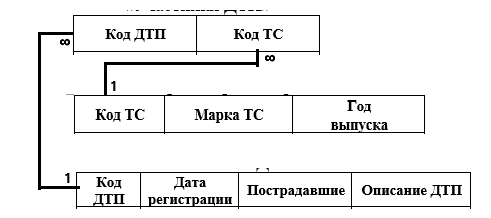 ∞
Код ДТП
Код ТС
∞
1
Код ТС
Марка ТС
Год
выпуска
1
Код
ДТП
Дата
регистрации
Пострадавшие
Описание ДТП